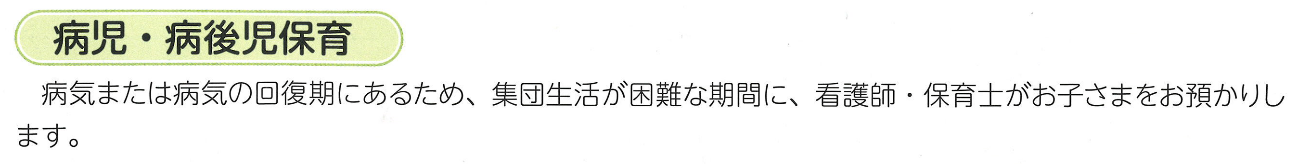 病児・病後児保育
病気または病気の回復期にあるため、集団生活が困難な期間に、看護師・保育士がお子さまをお預かりし
ます。